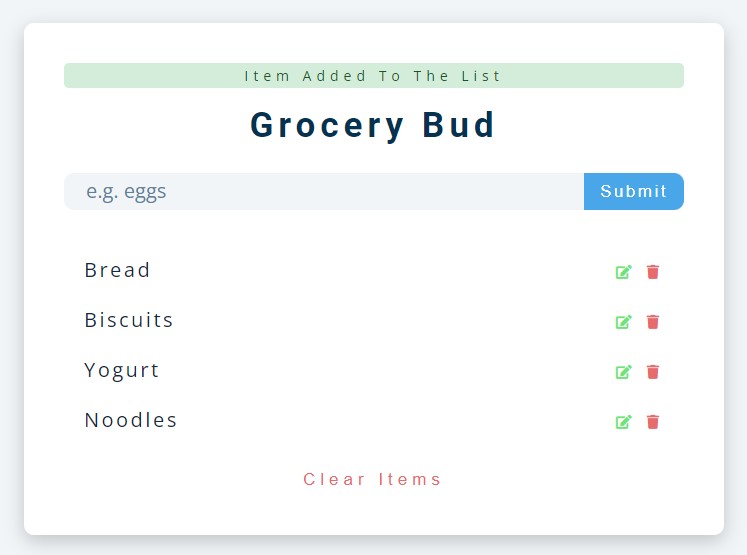 Item Added To The List
Grocery Bud
e.g. eggs
Submit
Bread
Biscuits
Yogurt
Noodles
Clear Items